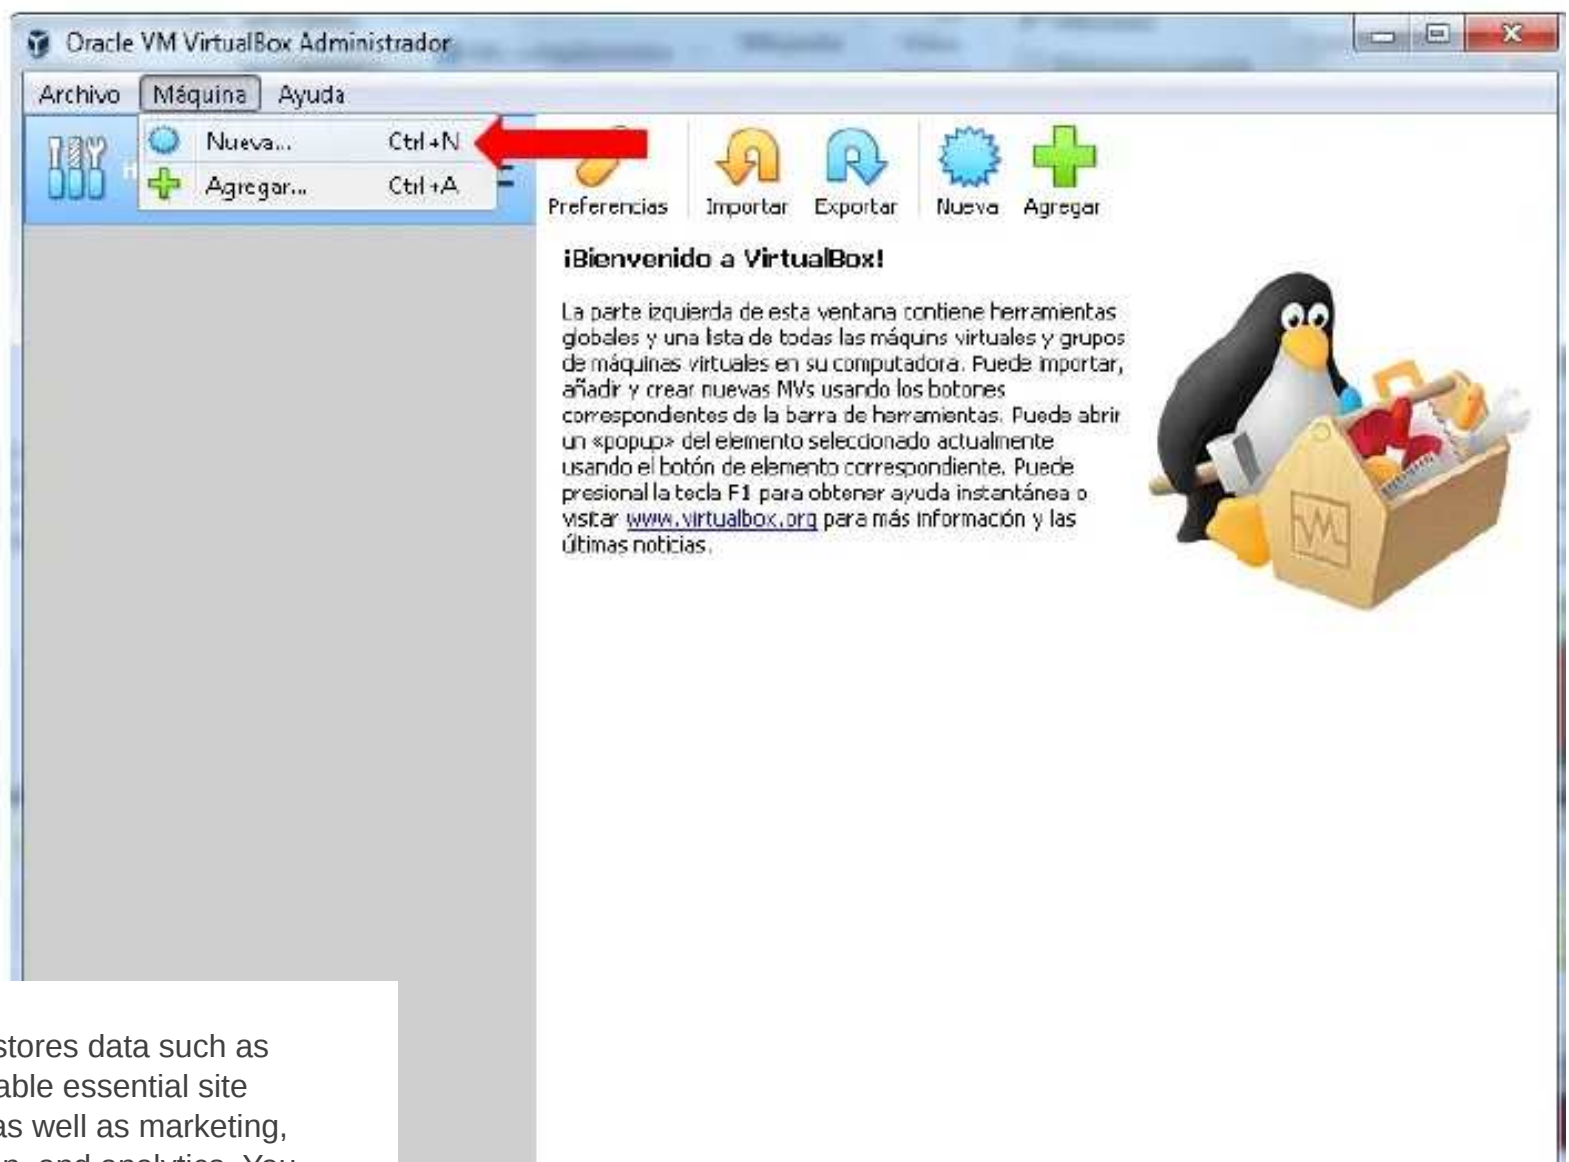 Oracle VM VirtualBox Administrador
Archivo Máquina Ayuda
Nueva... Ctrl+N
Agregar... Ctrl+A
Preferencias Importar Exportar Nueva Agregar
¡Bienvenido a VirtualBox!
La parte izquierda de esta ventana contiene herramientas
globales y una lista de todas las máquins virtuales y grupos
de máquinas virtuales en su computadora. Puede importar,
añadir y crear nuevas MVs usando los botones
correspondientes de la barra de herramientas. Puede abrir
un «popup» del elemento seleccionado actualmente
usando el botón de elemento correspondiente. Puede
presional la tecla F1 para obtener ayuda instantánea o
visitar www.virtualbox.org para más información y las
últimas noticias.
stores data such as
able essential site
as well as marketing,
and analytics. You